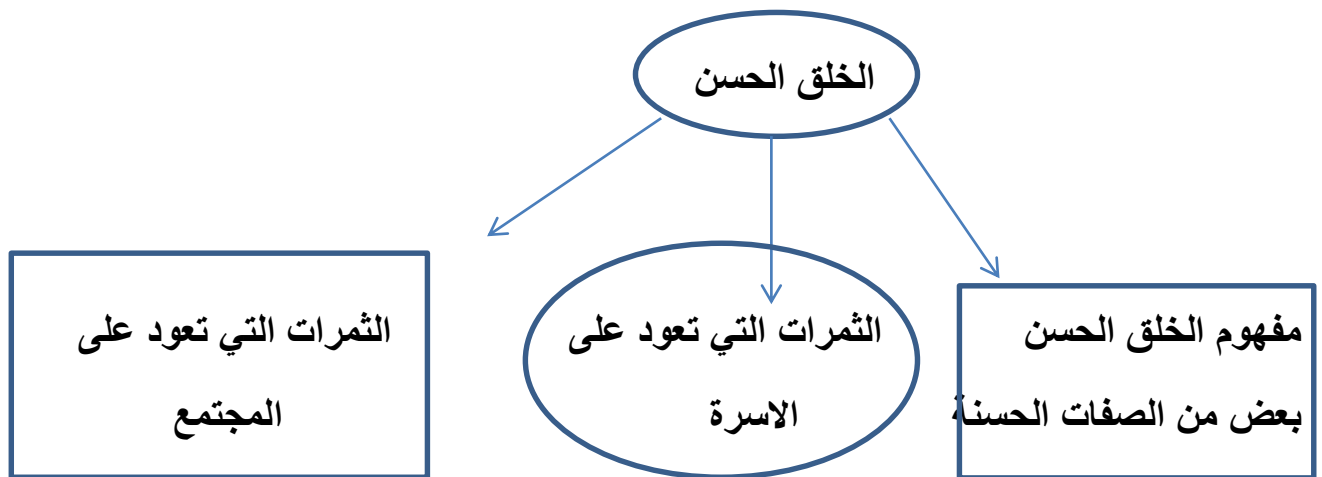 الخلق الحسن
مفهوم الخلق الحسن
بعض من الصفات الحسنة
الثمرات التي تعود على
الاسرة
الثمرات التي تعود على
المجتمع